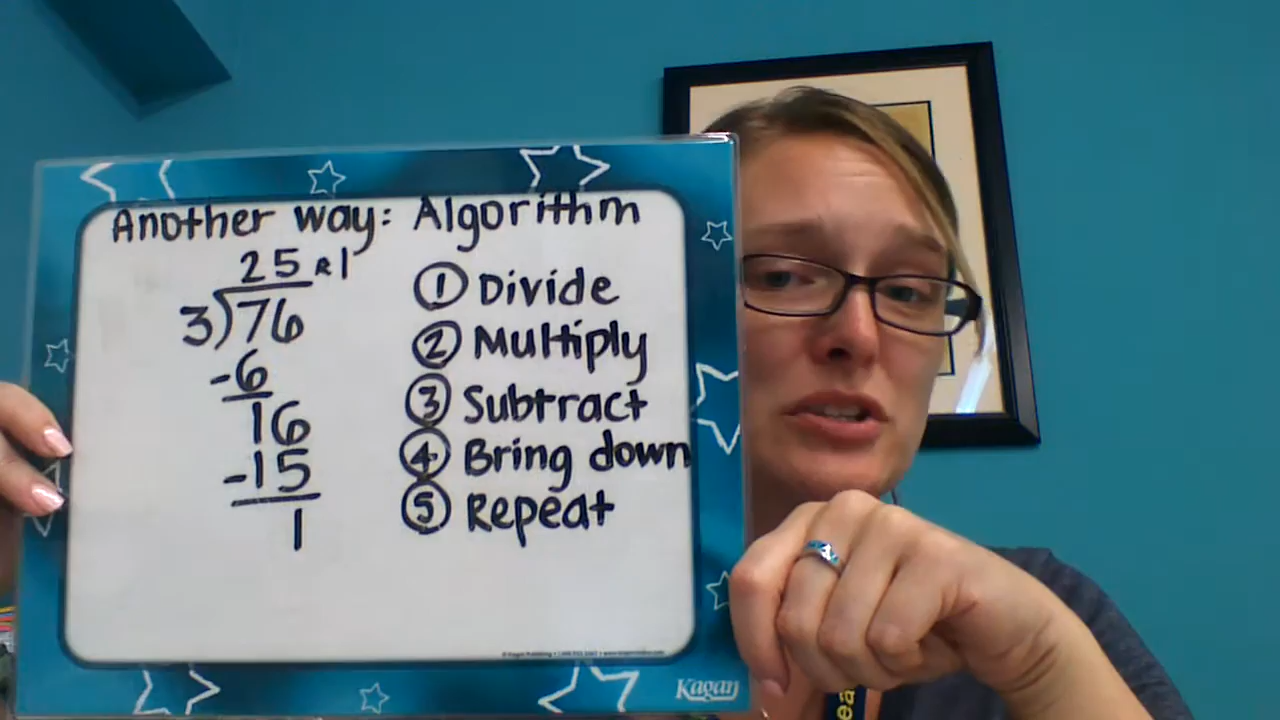 Another way: Algorithm
25 R1
3)76
-6
16
-15
1
① Divide
② Multiply
③ Subtract
④ Bring down
⑤ Repeat
Kagan
ea